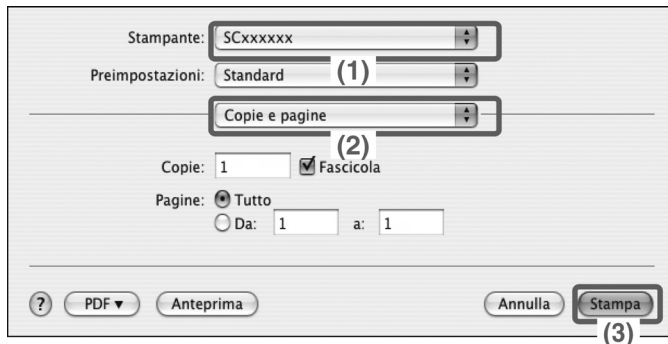 Stampante: SCxxxxxx
(1)
Preimpostazioni: Standard
Copie e pagine
(2)
Copie: 1 Fascicola
Pagine: Tutto
Da: 1 a: 1
? PDF Anteprima Annulla Stampa
(3)